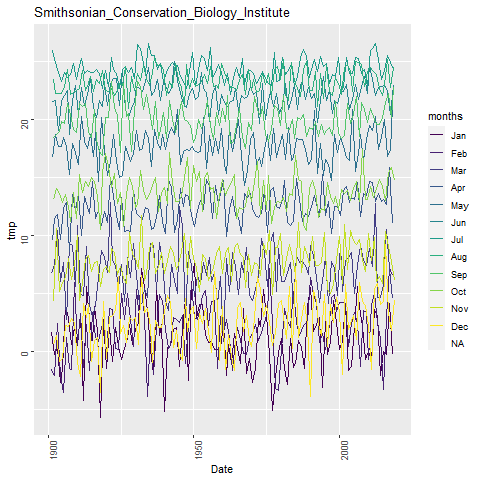 Smithsonian_Conservation_Biology_Institute
tmp
20
10
0
1900
1950
2000
Date
months
Jan
Feb
Mar
Apr
May
Jun
Jul
Aug
Sep
Oct
Nov
Dec
NA